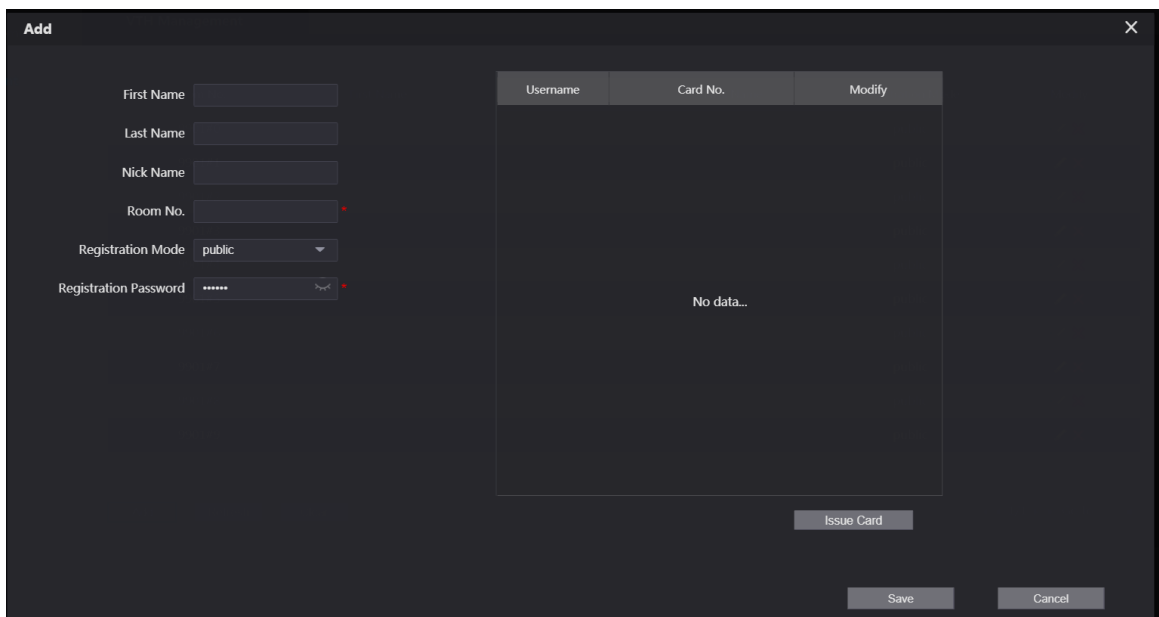 Add
First Name
Last Name
Nick Name
Room No. *
Registration Mode public
Registration Password •••••• *
Username Card No. Modify
No data...
Issue Card
Save Cancel